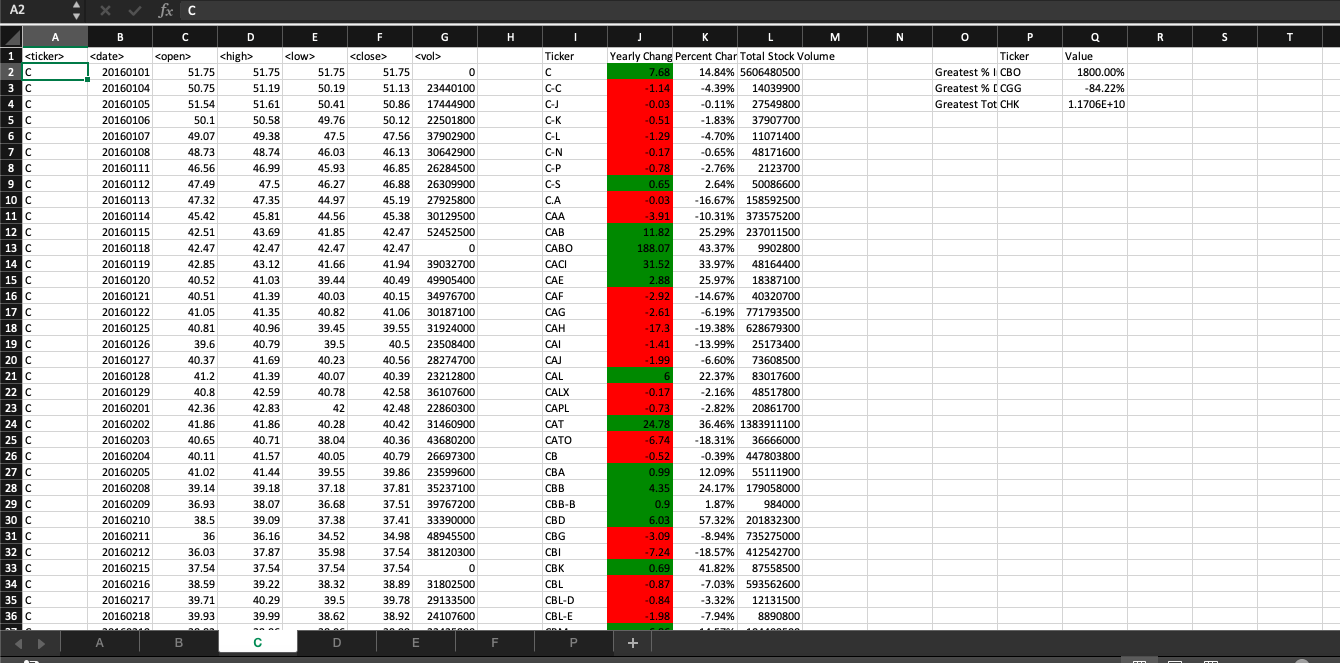 A2 fx C
A B C D E F G H I J K L M N O P Q R S T
1 <ticker> <date> <open> <high> <low> <close> <vol> Ticker Yearly Chang Percent Char Total Stock Volume Ticker Value
2 C 20160101 51.75 51.75 51.75 51.75 0 C 7.68 14.84% 5606480500 Greatest % I CBO 1800.00%
3 C 20160104 50.75 51.19 50.19 51.13 23440100 C-C -1.14 -4.39% 14039900 Greatest % D CGG -84.22%
4 C 20160105 51.54 51.61 50.41 50.86 17444900 C-J -0.03 -0.11% 27549800 Greatest Tot CHK 1.1706E+10
5 C 20160106 50.1 50.58 49.76 50.12 22501800 C-K -0.51 -1.83% 37907700
6 C 20160107 49.07 49.38 47.5 47.56 37902900 C-L -1.29 -4.70% 11071400
7 C 20160108 48.73 48.74 46.03 46.13 30642900 C-N -0.17 -0.65% 48171600
8 C 20160111 46.56 46.99 45.93 46.85 26284500 C-P -0.78 -2.76% 2123700
9 C 20160112 47.49 47.5 46.27 46.88 26309900 C-S 0.65 2.64% 50086600
10 C 20160113 47.32 47.35 44.97 45.19 27925800 C.A -0.03 -16.67% 158592500
11 C 20160114 45.42 45.81 44.56 45.38 30129500 CAA -3.91 -10.31% 373575200
12 C 20160115 42.51 43.69 41.85 42.47 52452500 CAB 11.82 25.29% 237011500
13 C 20160118 42.47 42.47 42.47 42.47 0 CABO 188.07 43.37% 9902800
14 C 20160119 42.85 43.12 41.66 41.94 39032700 CACI 31.52 33.97% 48164400
15 C 20160120 40.52 41.03 39.44 40.49 49905400 CAE 2.88 25.97% 18387100
16 C 20160121 40.51 41.39 40.03 40.15 34976700 CAF -2.92 -14.67% 40320700
17 C 20160122 41.05 41.35 40.82 41.06 30187100 CAG -2.61 -6.19% 771793500
18 C 20160125 40.81 40.96 39.45 39.55 31924000 CAH -17.3 -19.38% 628679300
19 C 20160126 39.6 40.79 39.5 40.5 23508400 CAI -1.41 -13.99% 25173400
20 C 20160127 40.37 41.69 40.23 40.56 28274700 CAJ -1.99 -6.60% 73608500
21 C 20160128 41.2 41.39 40.07 40.39 23212800 CAL 6 22.37% 83017600
22 C 20160129 40.8 42.59 40.78 42.58 36107600 CALX -0.17 -2.16% 48517800
23 C 20160201 42.36 42.83 42 42.48 22860300 CAPL -0.73 -2.82% 20861700
24 C 20160202 41.86 41.86 40.28 40.42 31460900 CAT 24.78 36.46% 1383911100
25 C 20160203 40.65 40.71 38.04 40.36 43680200 CATO -6.74 -18.31% 36666000
26 C 20160204 40.11 41.57 40.05 40.79 26697300 CB -0.52 -0.39% 447803800
27 C 20160205 41.02 41.44 39.55 39.86 23599600 CBA 0.99 12.09% 55111900
28 C 20160208 39.14 39.18 37.18 37.81 35237100 CBB 4.35 24.17% 179058000
29 C 20160209 36.93 38.07 36.68 37.51 39767200 CBB-B 0.9 1.87% 984000
30 C 20160210 38.5 39.09 37.38 37.41 33390000 CBD 6.03 57.32% 201832300
31 C 20160211 36 36.16 34.52 34.98 48945500 CBG -3.09 -8.94% 735275000
32 C 20160212 36.03 37.87 35.98 37.54 38120300 CBI -7.24 -18.57% 412542700
33 C 20160215 37.54 37.54 37.54 37.54 0 CBK 0.69 41.82% 87558500
34 C 20160216 38.59 39.22 38.32 38.89 31802500 CBL -0.87 -7.03% 593562600
35 C 20160217 39.71 40.29 39.5 39.78 29133500 CBL-D -0.84 -3.32% 12131500
36 C 20160218 39.93 39.99 38.62 38.92 24107600 CBL-E -1.98 -7.94% 8890800
A B C D E F P +